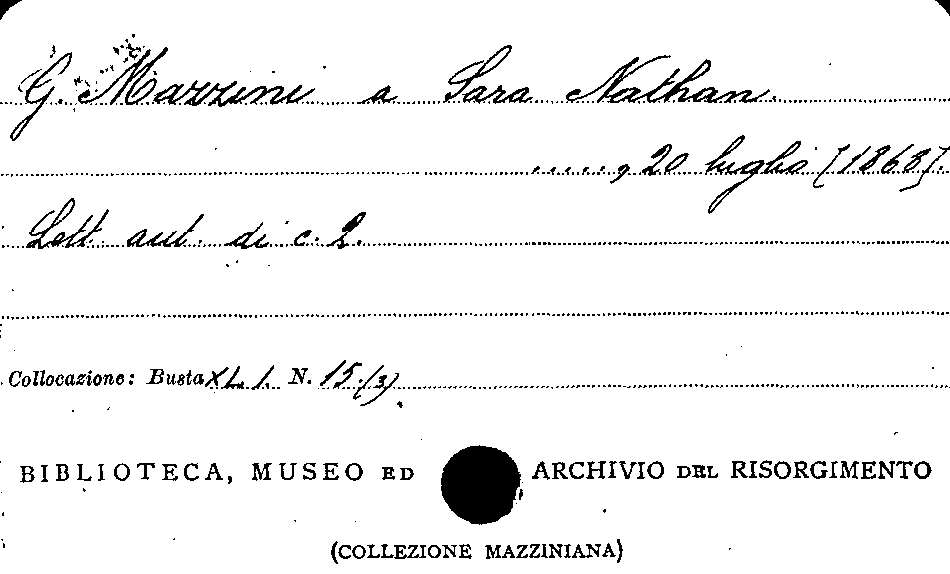 G. Mazzini a Sara Nathan.
....., 20 luglio [1868].
Lett. aut. di c. 2.
Collocazione: Busta XL I. N. 15.(3)
BIBLIOTECA, MUSEO ED ARCHIVIO DEL RISORGIMENTO
(COLLEZIONE MAZZINIANA)